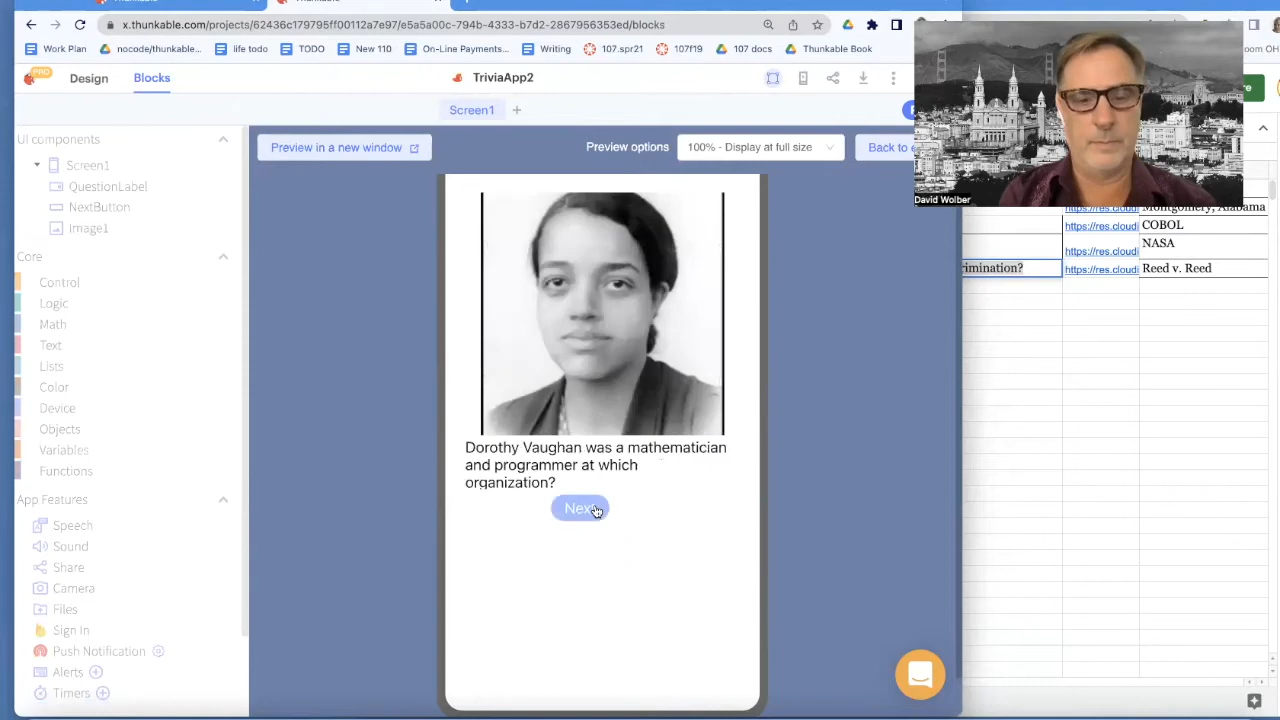 x.thunkable.com/projects/62436c179795ff00112a7e97/e5a5a00c-794b-4333-b7d2-2867956353ed/blocks
Work Plan nocode/thunkable... life todo TODO New 110 On-Line Payments... Writing 107.spr21 107f19 107 docs Thunkable Book
PRO Design Blocks TriviaApp2
Screen1 +
UI components
Preview in a new window Preview options 100% - Display at full size Back to e
Screen1
QuestionLabel
David Wolber
NextButton
Montgomery, Alabama
Image1
https://res.cloudi COBOL
https://res.cloudi NASA
rimination? https://res.cloudi Reed v. Reed
Core
Control
Logic
Math
Text
Lists
Color
Device
Objects
Variables
Functions
Dorothy Vaughan was a mathematician
and programmer at which
organization?
App Features
Speech
Sound
Share
Camera
Files
Sign In
Push Notification
Alerts
Timers